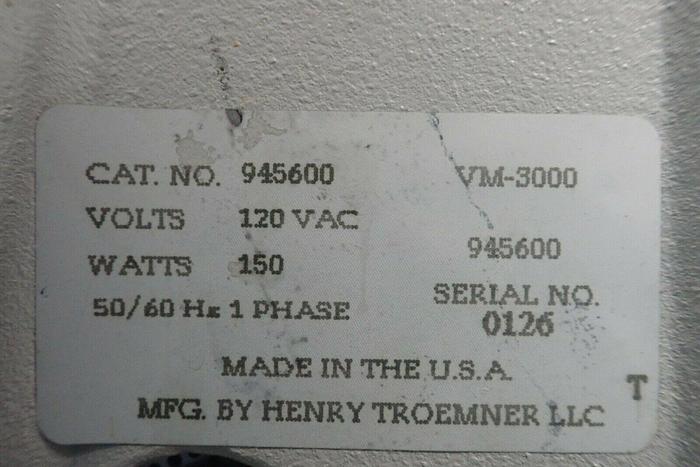 CAT. NO. 945600 VM-3000
VOLTS 120 VAC
945600
WATTS 150
SERIAL NO.
50/60 Hz 1 PHASE
0126
MADE IN THE U.S.A
T
MFG. BY HENRY TROEMNER LLC